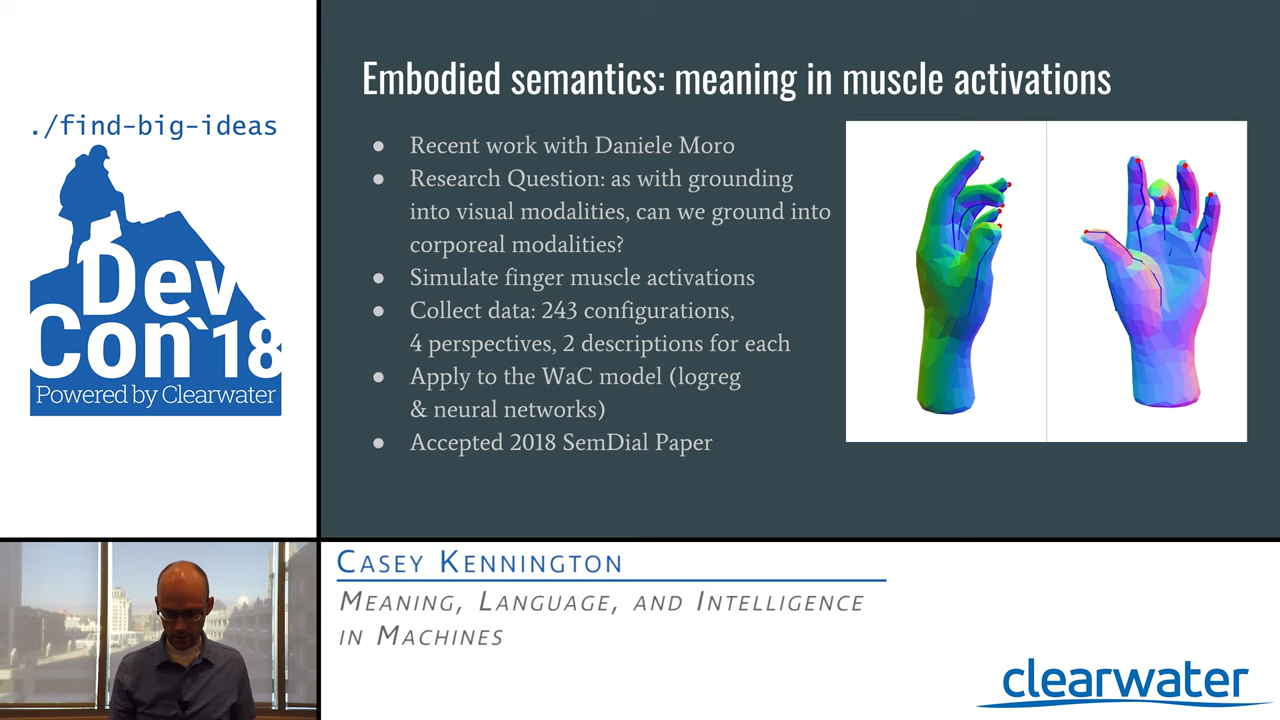 ./find-big-ideas
Dev
Con`18
Powered by Clearwater
Embodied semantics: meaning in muscle activations
● Recent work with Daniele Moro
● Research Question: as with grounding
into visual modalities, can we ground into
corporeal modalities?
● Simulate finger muscle activations
● Collect data: 243 configurations,
4 perspectives, 2 descriptions for each
● Apply to the WaC model (logreg
& neural networks)
● Accepted 2018 SemDial Paper
Casey Kennington
Meaning, Language, and Intelligence
in Machines
clearwater